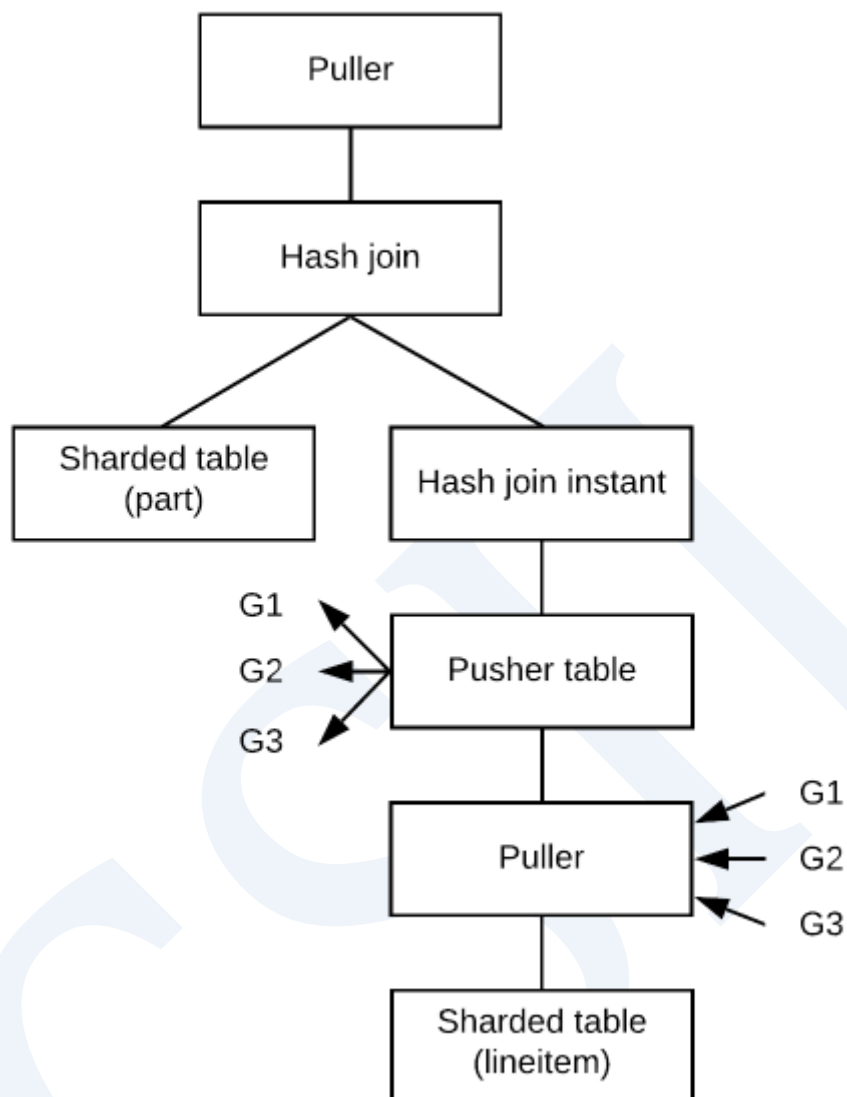 Puller
Hash join
Sharded table
(part)
Hash join instant
G1
G2
G3
Pusher table
Puller
G1
G2
G3
Sharded table
(lineitem)